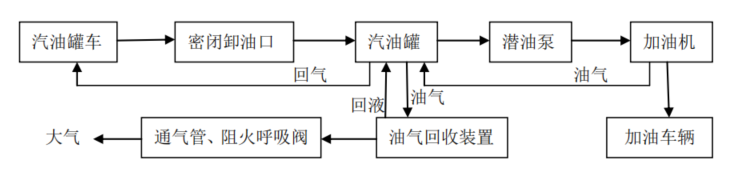 汽油罐车
密闭卸油口
汽油罐
潜油泵
加油机
回气
油气
回液
油气
大气
通气管、阻火呼吸阀
油气回收装置
加油车辆